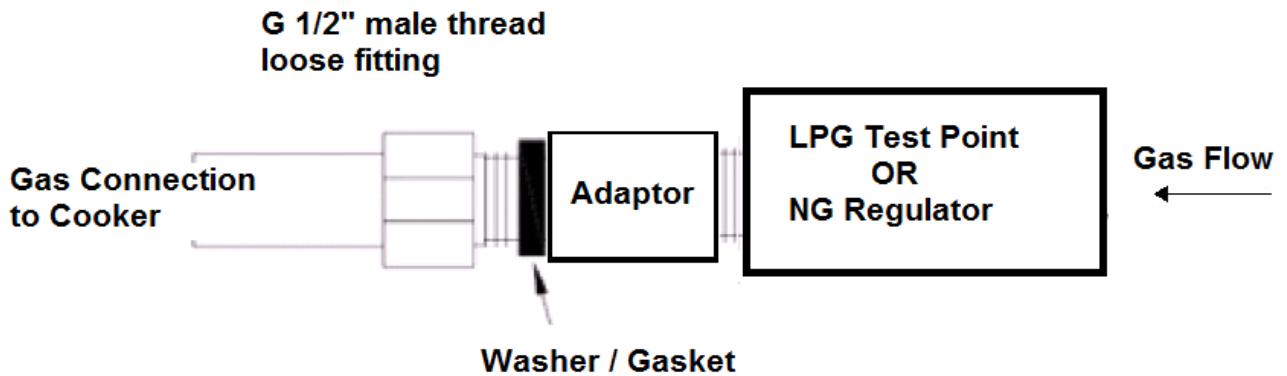 G 1/2" male thread
loose fitting
Gas Connection
to Cooker
Adaptor
LPG Test Point
OR
NG Regulator
Gas Flow
Washer / Gasket